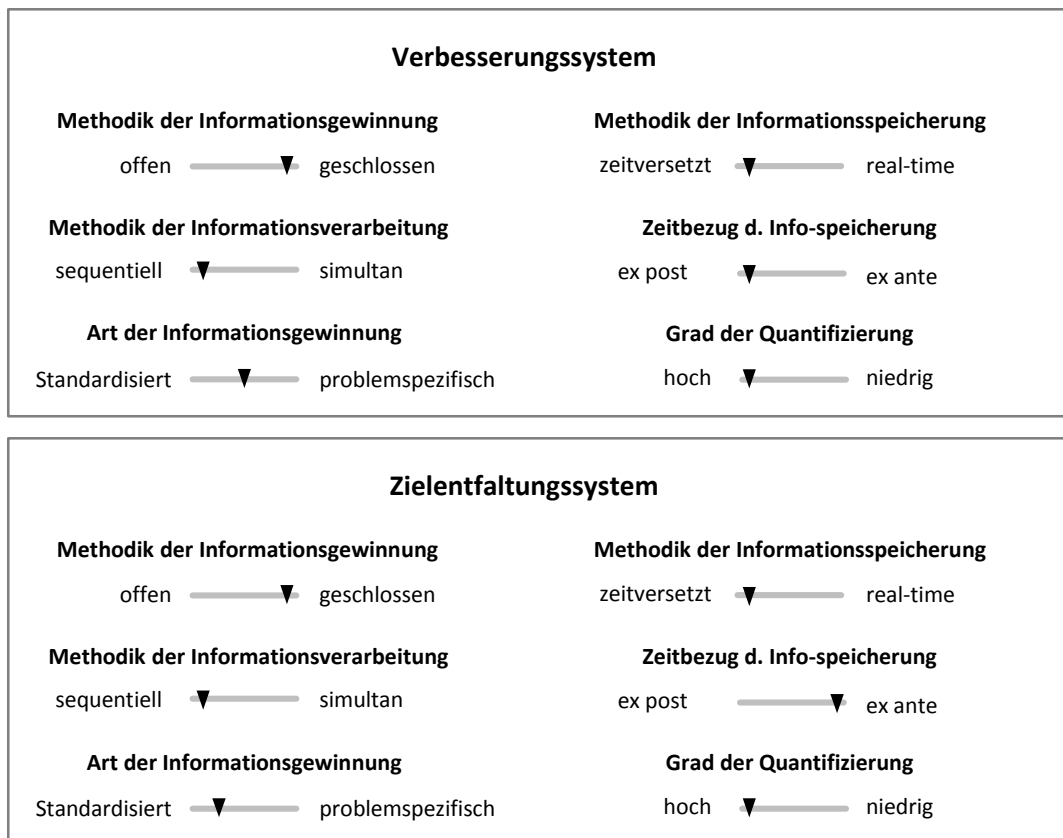 Verbesserungssystem
Methodik der Informationsgewinnung
offen geschlossen
Methodik der Informationsspeicherung
zeitversetzt real-time
Methodik der Informationsverarbeitung
sequentiell simultan
Zeitbezug d. Info-speicherung
ex post ex ante
Art der Informationsgewinnung
Standardisiert problemspezifisch
Grad der Quantifizierung
hoch niedrig
Zielentfaltungssystem
Methodik der Informationsgewinnung
offen geschlossen
Methodik der Informationsspeicherung
zeitversetzt real-time
Methodik der Informationsverarbeitung
sequentiell simultan
Zeitbezug d. Info-speicherung
ex post ex ante
Art der Informationsgewinnung
Standardisiert problemspezifisch
Grad der Quantifizierung
hoch niedrig